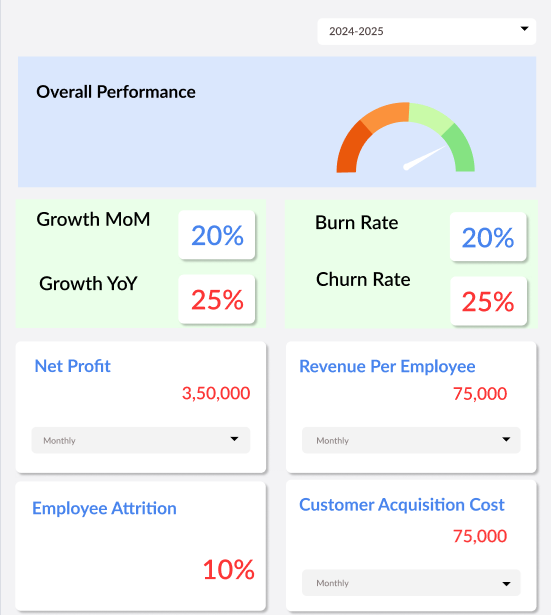 2024-2025
Overall Performance
Growth MoM
20%
Growth YoY
25%
Burn Rate
20%
Churn Rate
25%
Net Profit
3,50,000
Monthly
Revenue Per Employee
75,000
Monthly
Employee Attrition
10%
Customer Acquisition Cost
75,000
Monthly